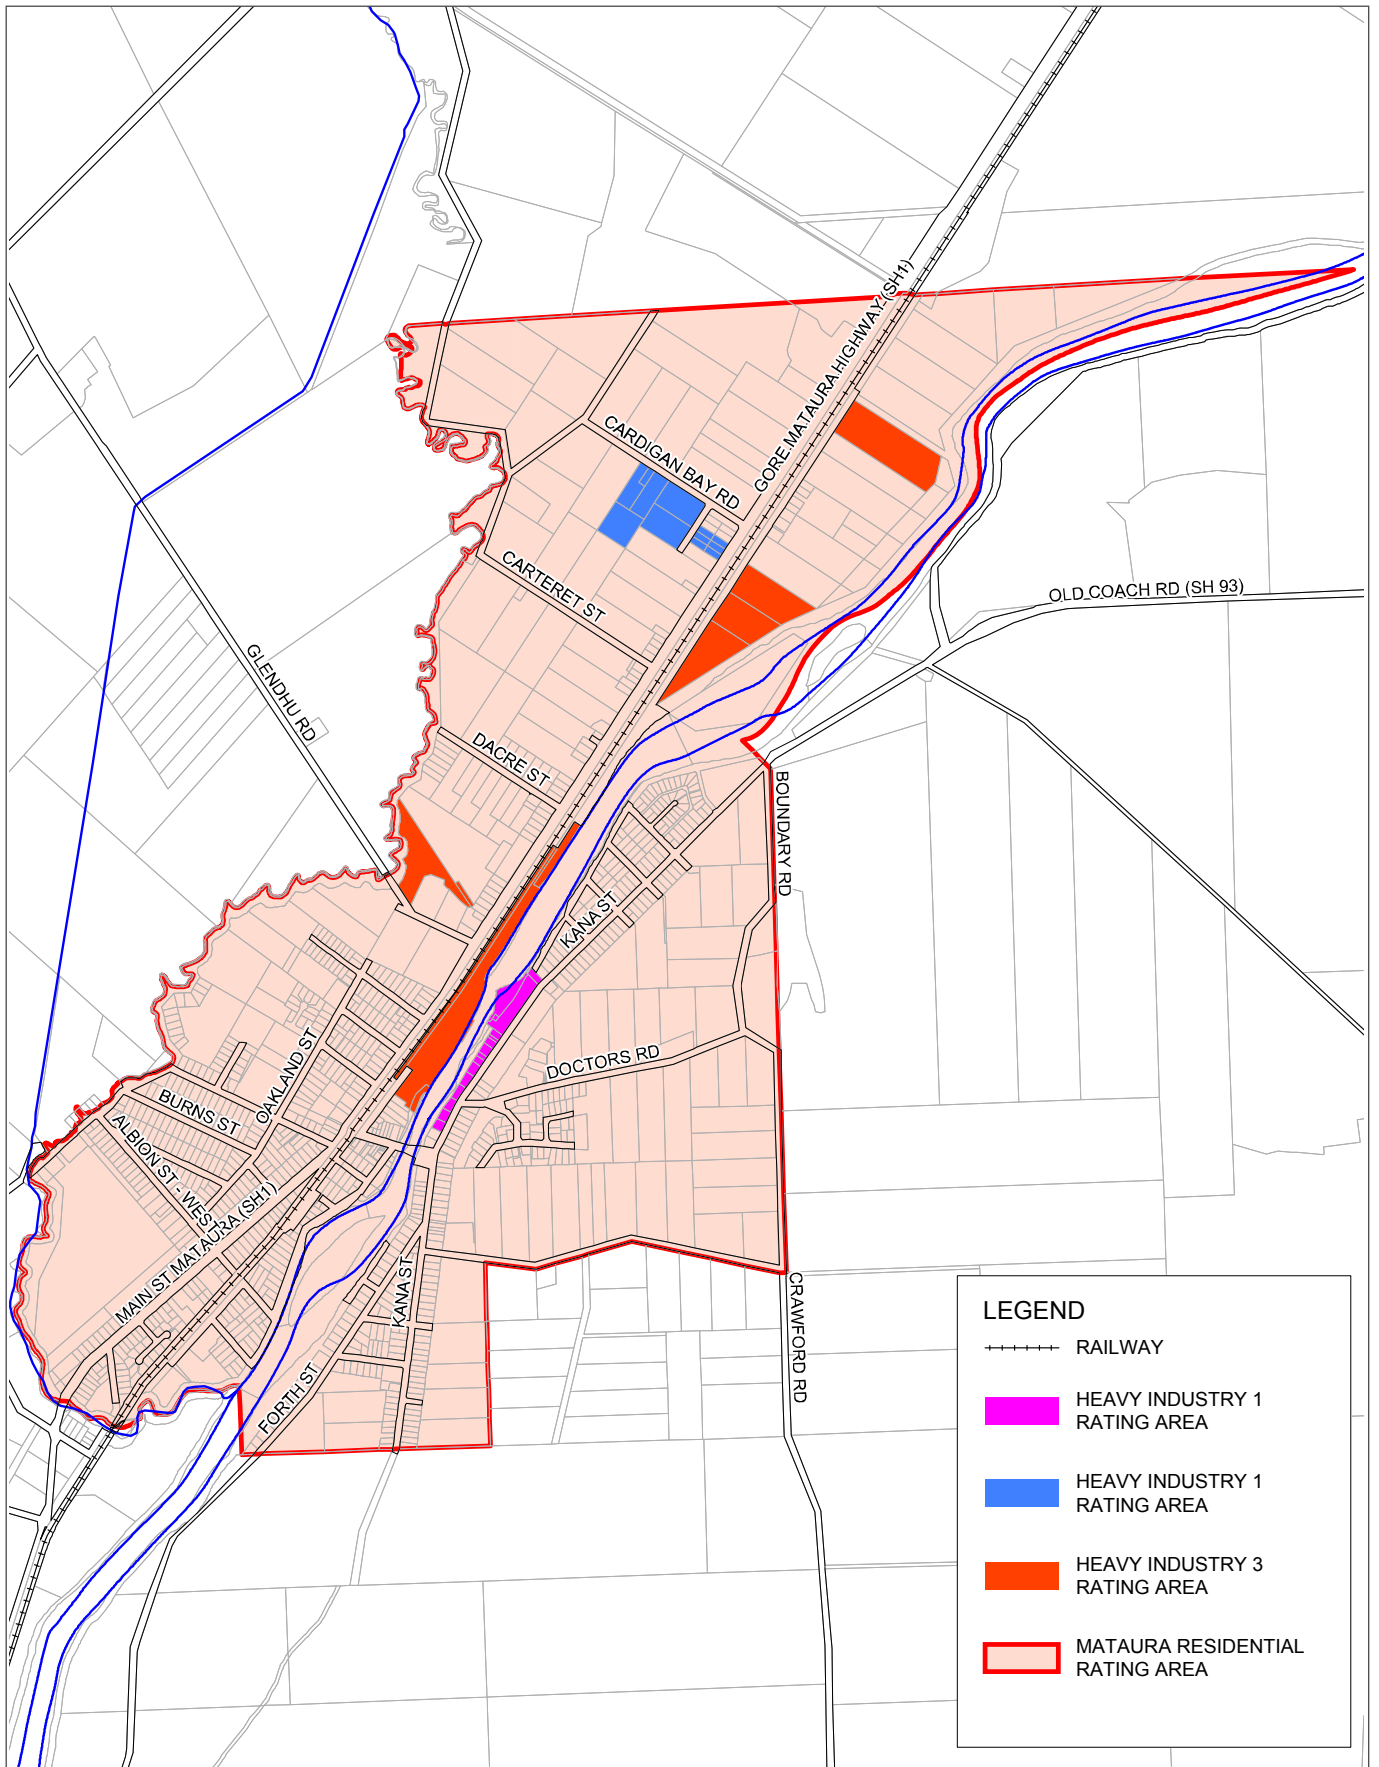 GORE MATAURA HIGHWAY (SH1)
CARDIGAN BAY RD
CARTERET ST
OLD COACH RD (SH 93)
GLENDHU RD
DACRE ST
BOUNDARY RD
KANA ST
OAKLAND ST
DOCTORS RD
BURNS ST
ALBION ST - WEST
MAIN ST MATAURA (SH1)
KANA ST
CRAWFORD RD
FORTH ST
LEGEND
RAILWAY
HEAVY INDUSTRY 1
RATING AREA
HEAVY INDUSTRY 1
RATING AREA
HEAVY INDUSTRY 3
RATING AREA
MATAURA RESIDENTIAL
RATING AREA